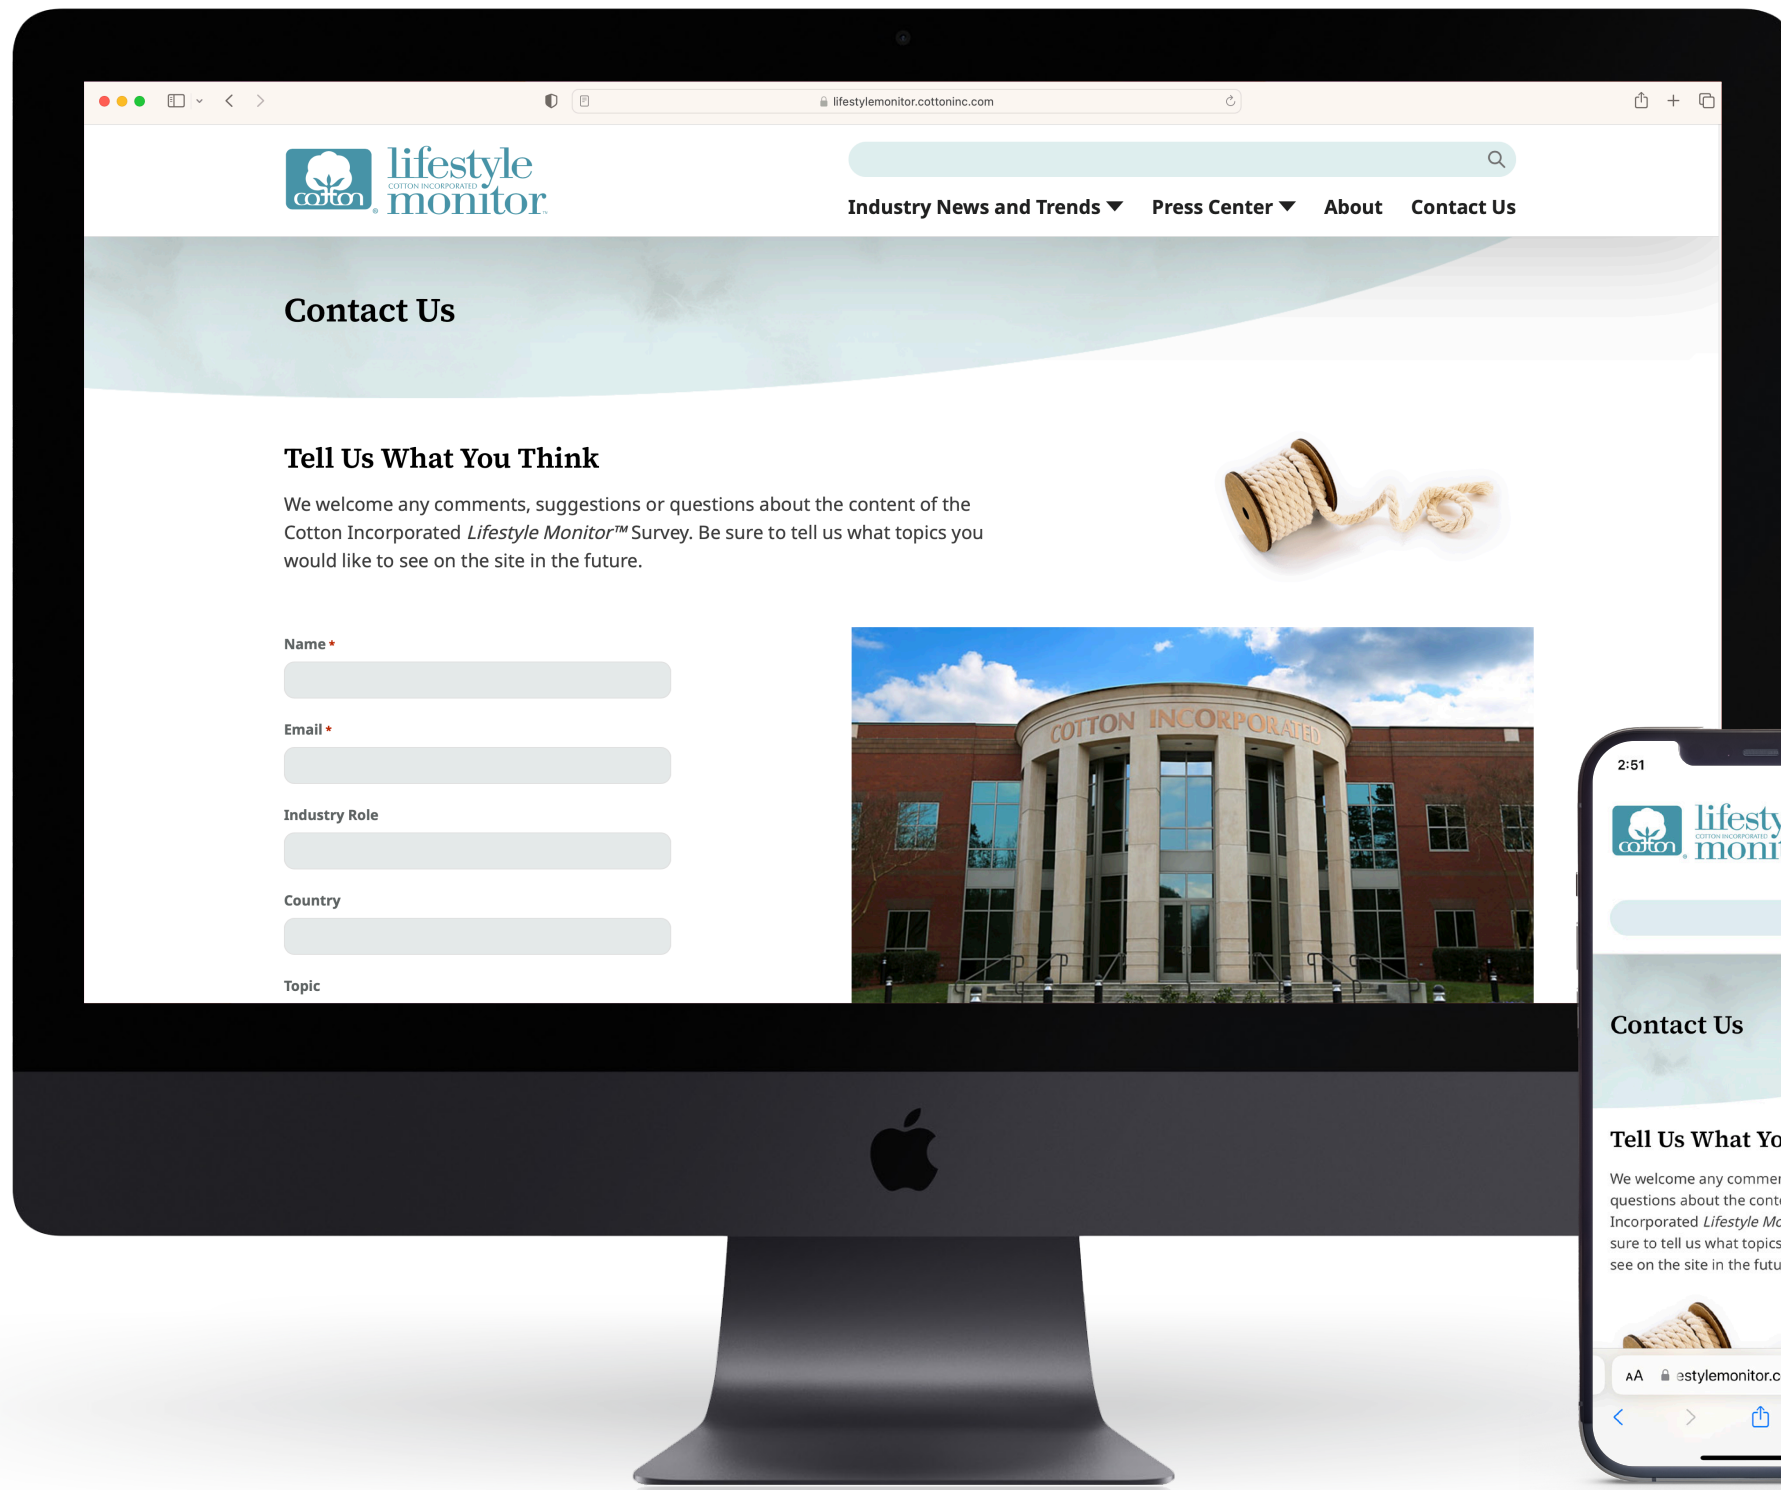 lifestylemonitor.cottoninc.com
cotton
lifestyle
COTTON INCORPORATED
monitor™
Industry News and Trends Press Center About Contact Us
Contact Us
Tell Us What You Think
We welcome any comments, suggestions or questions about the content of the
Cotton Incorporated Lifestyle Monitor™ Survey. Be sure to tell us what topics you
would like to see on the site in the future.
Name *
Email *
Industry Role
Country
Topic
COTTON INCORPORATED
2:51
cotton
lifesty
COTTON INCORPORATED
monit
Contact Us
Tell Us What Yo
We welcome any commen
questions about the conte
Incorporated Lifestyle Mo
sure to tell us what topics
see on the site in the futu
AA estylemonitor.c